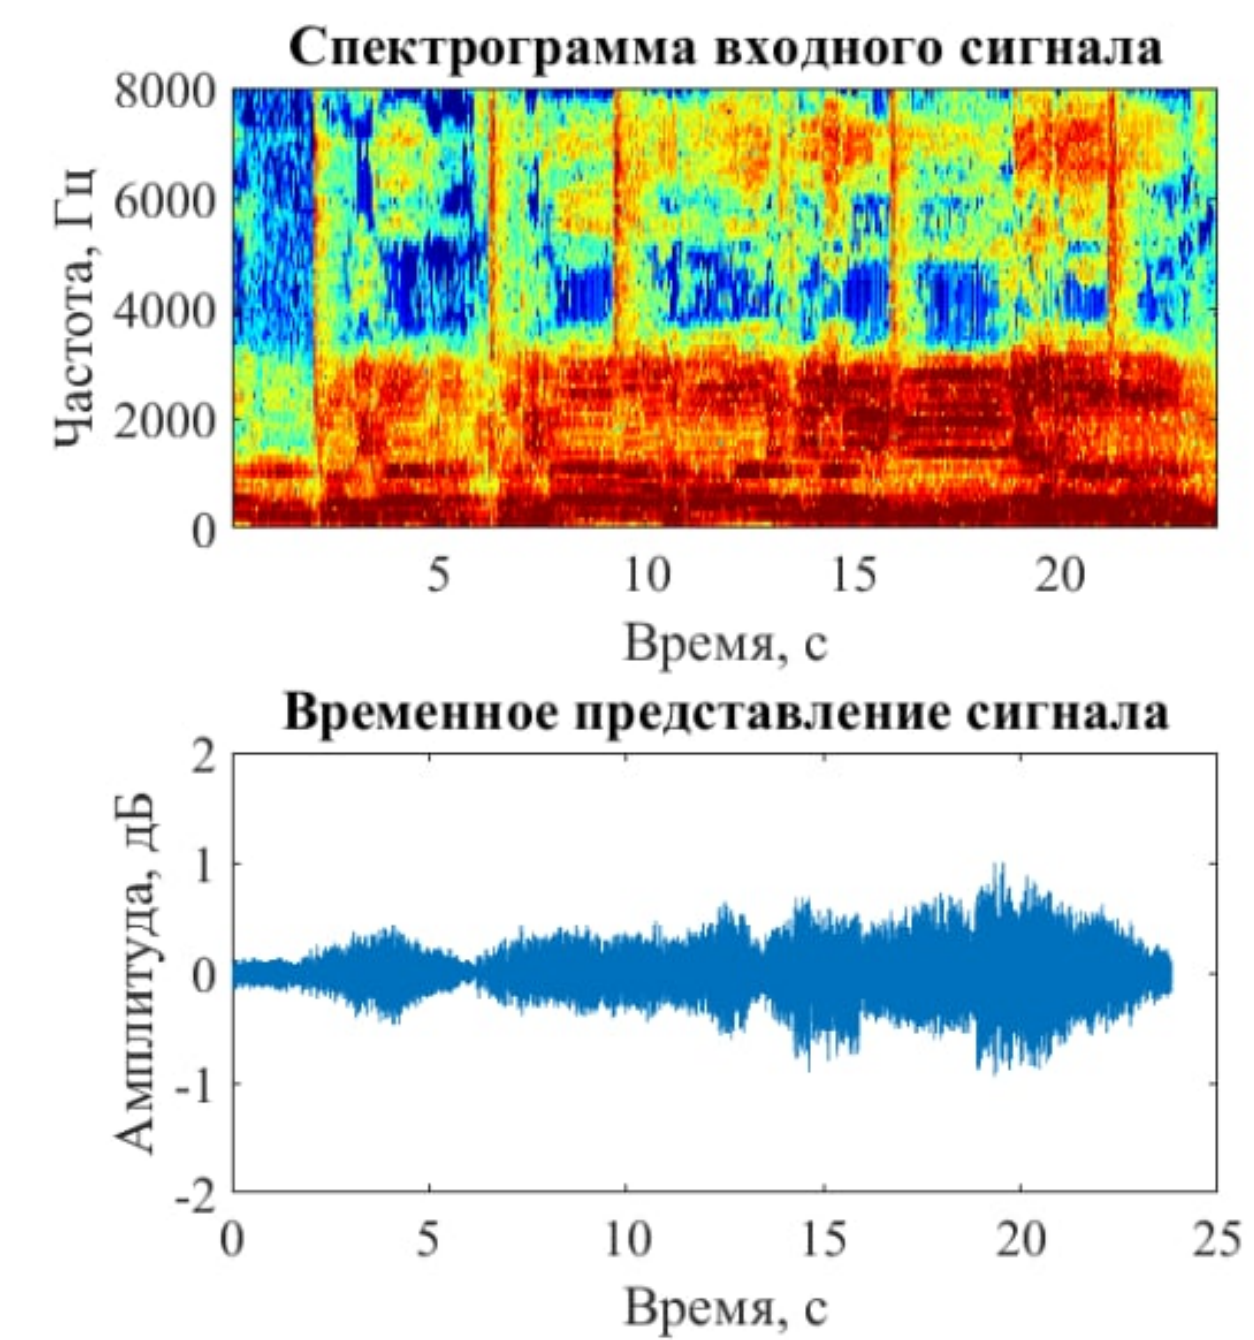 Спектрограмма входного сигнала
8000
6000
4000
2000
0
Частота, Гц
5 10 15 20
Время, с
Временное представление сигнала
2
1
0
-1
-2
Амплитуда, дБ
0 5 10 15 20 25
Время, с